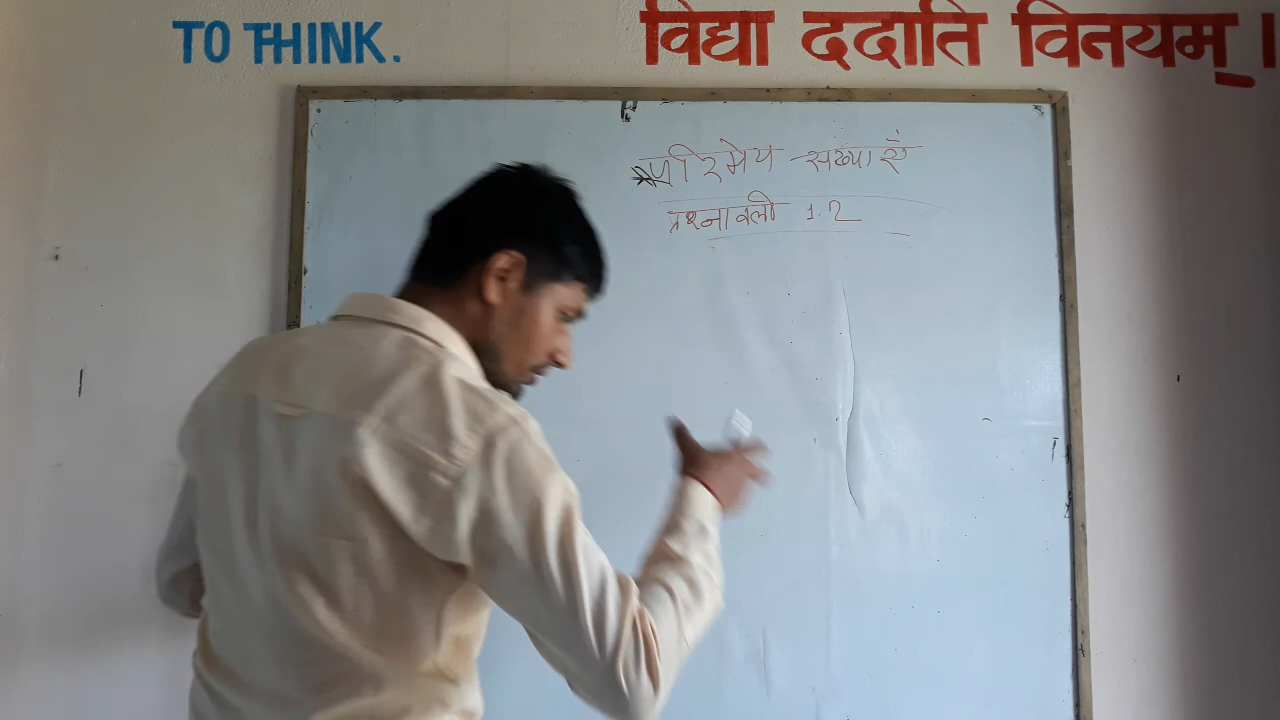 TO THINK.
विद्या ददाति विनयम् ।
परिमेय संख्याएँ
प्रश्नावली 1.2